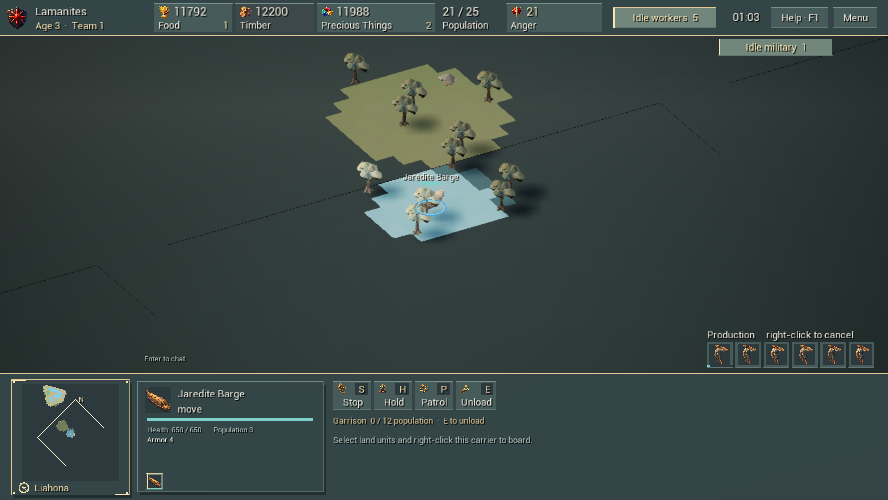 Lamanites
Age 3 · Team 1
11792
Food 1
12200
Timber
11988
Precious Things 2
21 / 25
Population
21
Anger
Idle workers 5
01:03
Help · F1
Menu
Idle military 1
Jaredite Barge
Production right-click to cancel
Enter to chat
N
Liahona
Jaredite Barge
move
Health: 650 / 650 · Population 3
Armor 4
S
Stop
H
Hold
P
Patrol
E
Unload
Garrison 0 / 12 population · E to unload
Select land units and right-click this carrier to board.